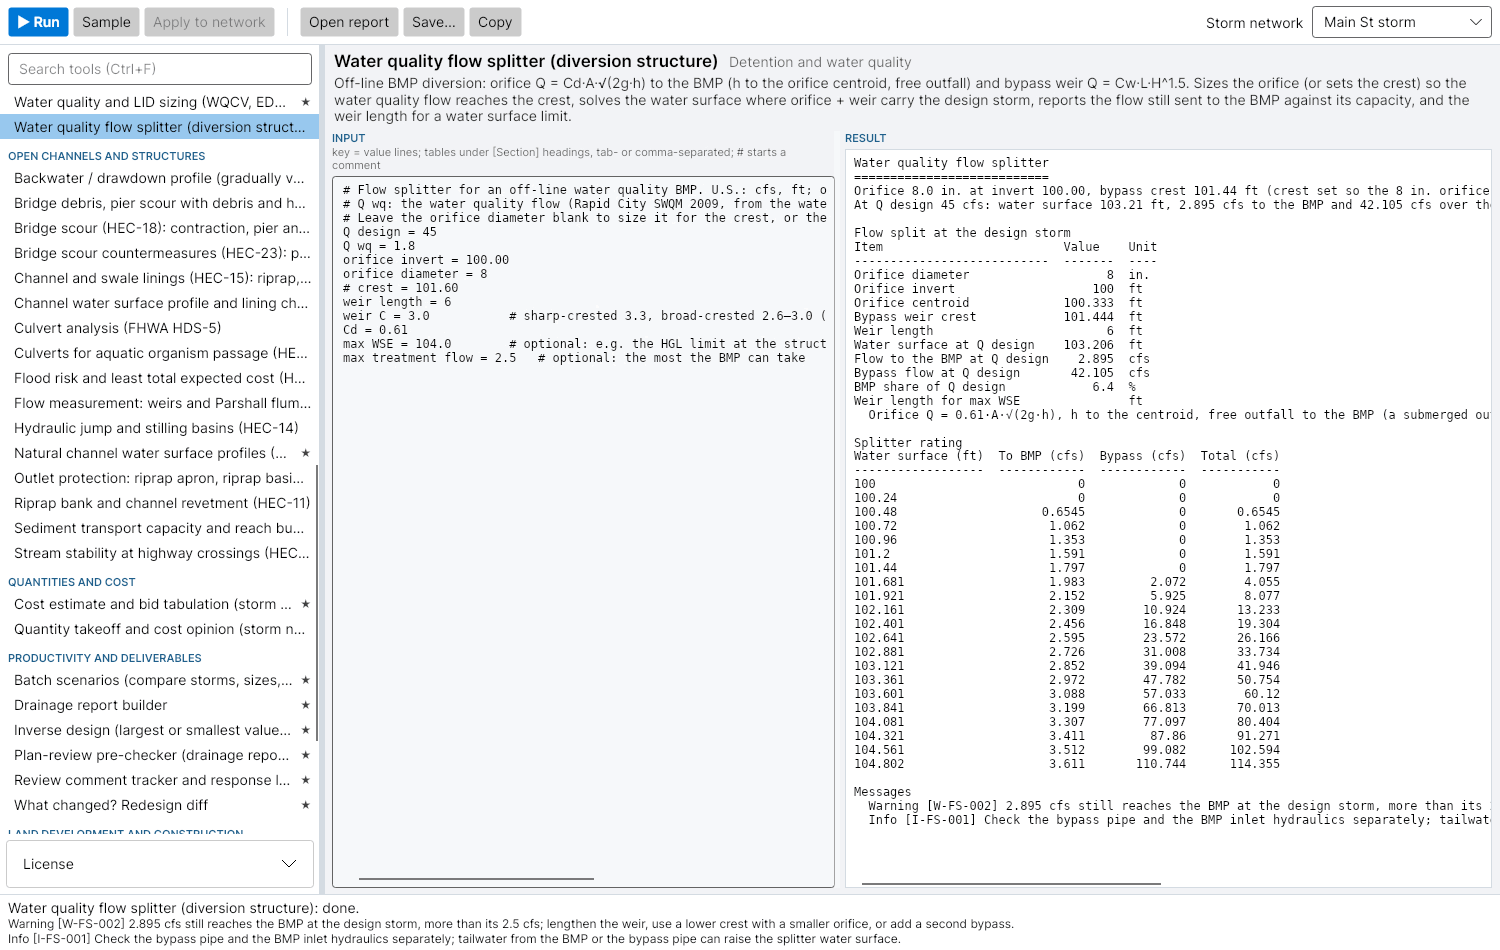 Run
Sample
Apply to network
Open report
Save...
Copy
Storm network
Main St storm
Search tools (Ctrl+F)
Water quality and LID sizing (WQCV, ED... ★
Water quality flow splitter (diversion struct...
OPEN CHANNELS AND STRUCTURES
Backwater / drawdown profile (gradually v...
Bridge debris, pier scour with debris and h...
Bridge scour (HEC-18): contraction, pier an...
Bridge scour countermeasures (HEC-23): p...
Channel and swale linings (HEC-15): riprap,...
Channel water surface profile and lining ch...
Culvert analysis (FHWA HDS-5)
Culverts for aquatic organism passage (HE...
Flood risk and least total expected cost (H...
Flow measurement: weirs and Parshall flum...
Hydraulic jump and stilling basins (HEC-14)
Natural channel water surface profiles (... ★
Outlet protection: riprap apron, riprap basi...
Riprap bank and channel revetment (HEC-11)
Sediment transport capacity and reach bu...
Stream stability at highway crossings (HEC...
QUANTITIES AND COST
Cost estimate and bid tabulation (storm ... ★
Quantity takeoff and cost opinion (storm n...
PRODUCTIVITY AND DELIVERABLES
Batch scenarios (compare storms, sizes,... ★
Drainage report builder ★
Inverse design (largest or smallest value... ★
Plan-review pre-checker (drainage repo... ★
Review comment tracker and response l... ★
What changed? Redesign diff ★
LAND DEVELOPMENT AND CONSTRUCTION
License
Water quality flow splitter (diversion structure) Detention and water quality
Off-line BMP diversion: orifice Q = Cd·A·√(2g·h) to the BMP (h to the orifice centroid, free outfall) and bypass weir Q = Cw·L·H^1.5. Sizes the orifice (or sets the crest) so the
water quality flow reaches the crest, solves the water surface where orifice + weir carry the design storm, reports the flow still sent to the BMP against its capacity, and the
weir length for a water surface limit.
INPUT
key = value lines; tables under [Section] headings, tab- or comma-separated; # starts a
comment
# Flow splitter for an off-line water quality BMP. U.S.: cfs, ft; o
# Q wq: the water quality flow (Rapid City SWQM 2009, from the wate
# Leave the orifice diameter blank to size it for the crest, or the
Q design = 45
Q wq = 1.8
orifice invert = 100.00
orifice diameter = 8
# crest = 101.60
weir length = 6
weir C = 3.0 # sharp-crested 3.3, broad-crested 2.6–3.0 (
Cd = 0.61
max WSE = 104.0 # optional: e.g. the HGL limit at the struct
max treatment flow = 2.5 # optional: the most the BMP can take
RESULT
Water quality flow splitter
===========================
Orifice 8.0 in. at invert 100.00, bypass crest 101.44 ft (crest set so the 8 in. orifice
At Q design 45 cfs: water surface 103.21 ft, 2.895 cfs to the BMP and 42.105 cfs over the
Flow split at the design storm
Item Value Unit
--------------------------- ------- ----
Orifice diameter 8 in.
Orifice invert 100 ft
Orifice centroid 100.333 ft
Bypass weir crest 101.444 ft
Weir length 6 ft
Water surface at Q design 103.206 ft
Flow to the BMP at Q design 2.895 cfs
Bypass flow at Q design 42.105 cfs
BMP share of Q design 6.4 %
Weir length for max WSE ft
Orifice Q = 0.61·A·√(2g·h), h to the centroid, free outfall to the BMP (a submerged ou
Splitter rating
Water surface (ft) To BMP (cfs) Bypass (cfs) Total (cfs)
------------------ ------------ ------------ -----------
100 0 0 0
100.24 0 0 0
100.48 0.6545 0 0.6545
100.72 1.062 0 1.062
100.96 1.353 0 1.353
101.2 1.591 0 1.591
101.44 1.797 0 1.797
101.681 1.983 2.072 4.055
101.921 2.152 5.925 8.077
102.161 2.309 10.924 13.233
102.401 2.456 16.848 19.304
102.641 2.595 23.572 26.166
102.881 2.726 31.008 33.734
103.121 2.852 39.094 41.946
103.361 2.972 47.782 50.754
103.601 3.088 57.033 60.12
103.841 3.199 66.813 70.013
104.081 3.307 77.097 80.404
104.321 3.411 87.86 91.271
104.561 3.512 99.082 102.594
104.802 3.611 110.744 114.355
Messages
Warning [W-FS-002] 2.895 cfs still reaches the BMP at the design storm, more than its
Info [I-FS-001] Check the bypass pipe and the BMP inlet hydraulics separately; tailwate
Water quality flow splitter (diversion structure): done.
Warning [W-FS-002] 2.895 cfs still reaches the BMP at the design storm, more than its 2.5 cfs; lengthen the weir, use a lower crest with a smaller orifice, or add a second bypass.
Info [I-FS-001] Check the bypass pipe and the BMP inlet hydraulics separately; tailwater from the BMP or the bypass pipe can raise the splitter water surface.